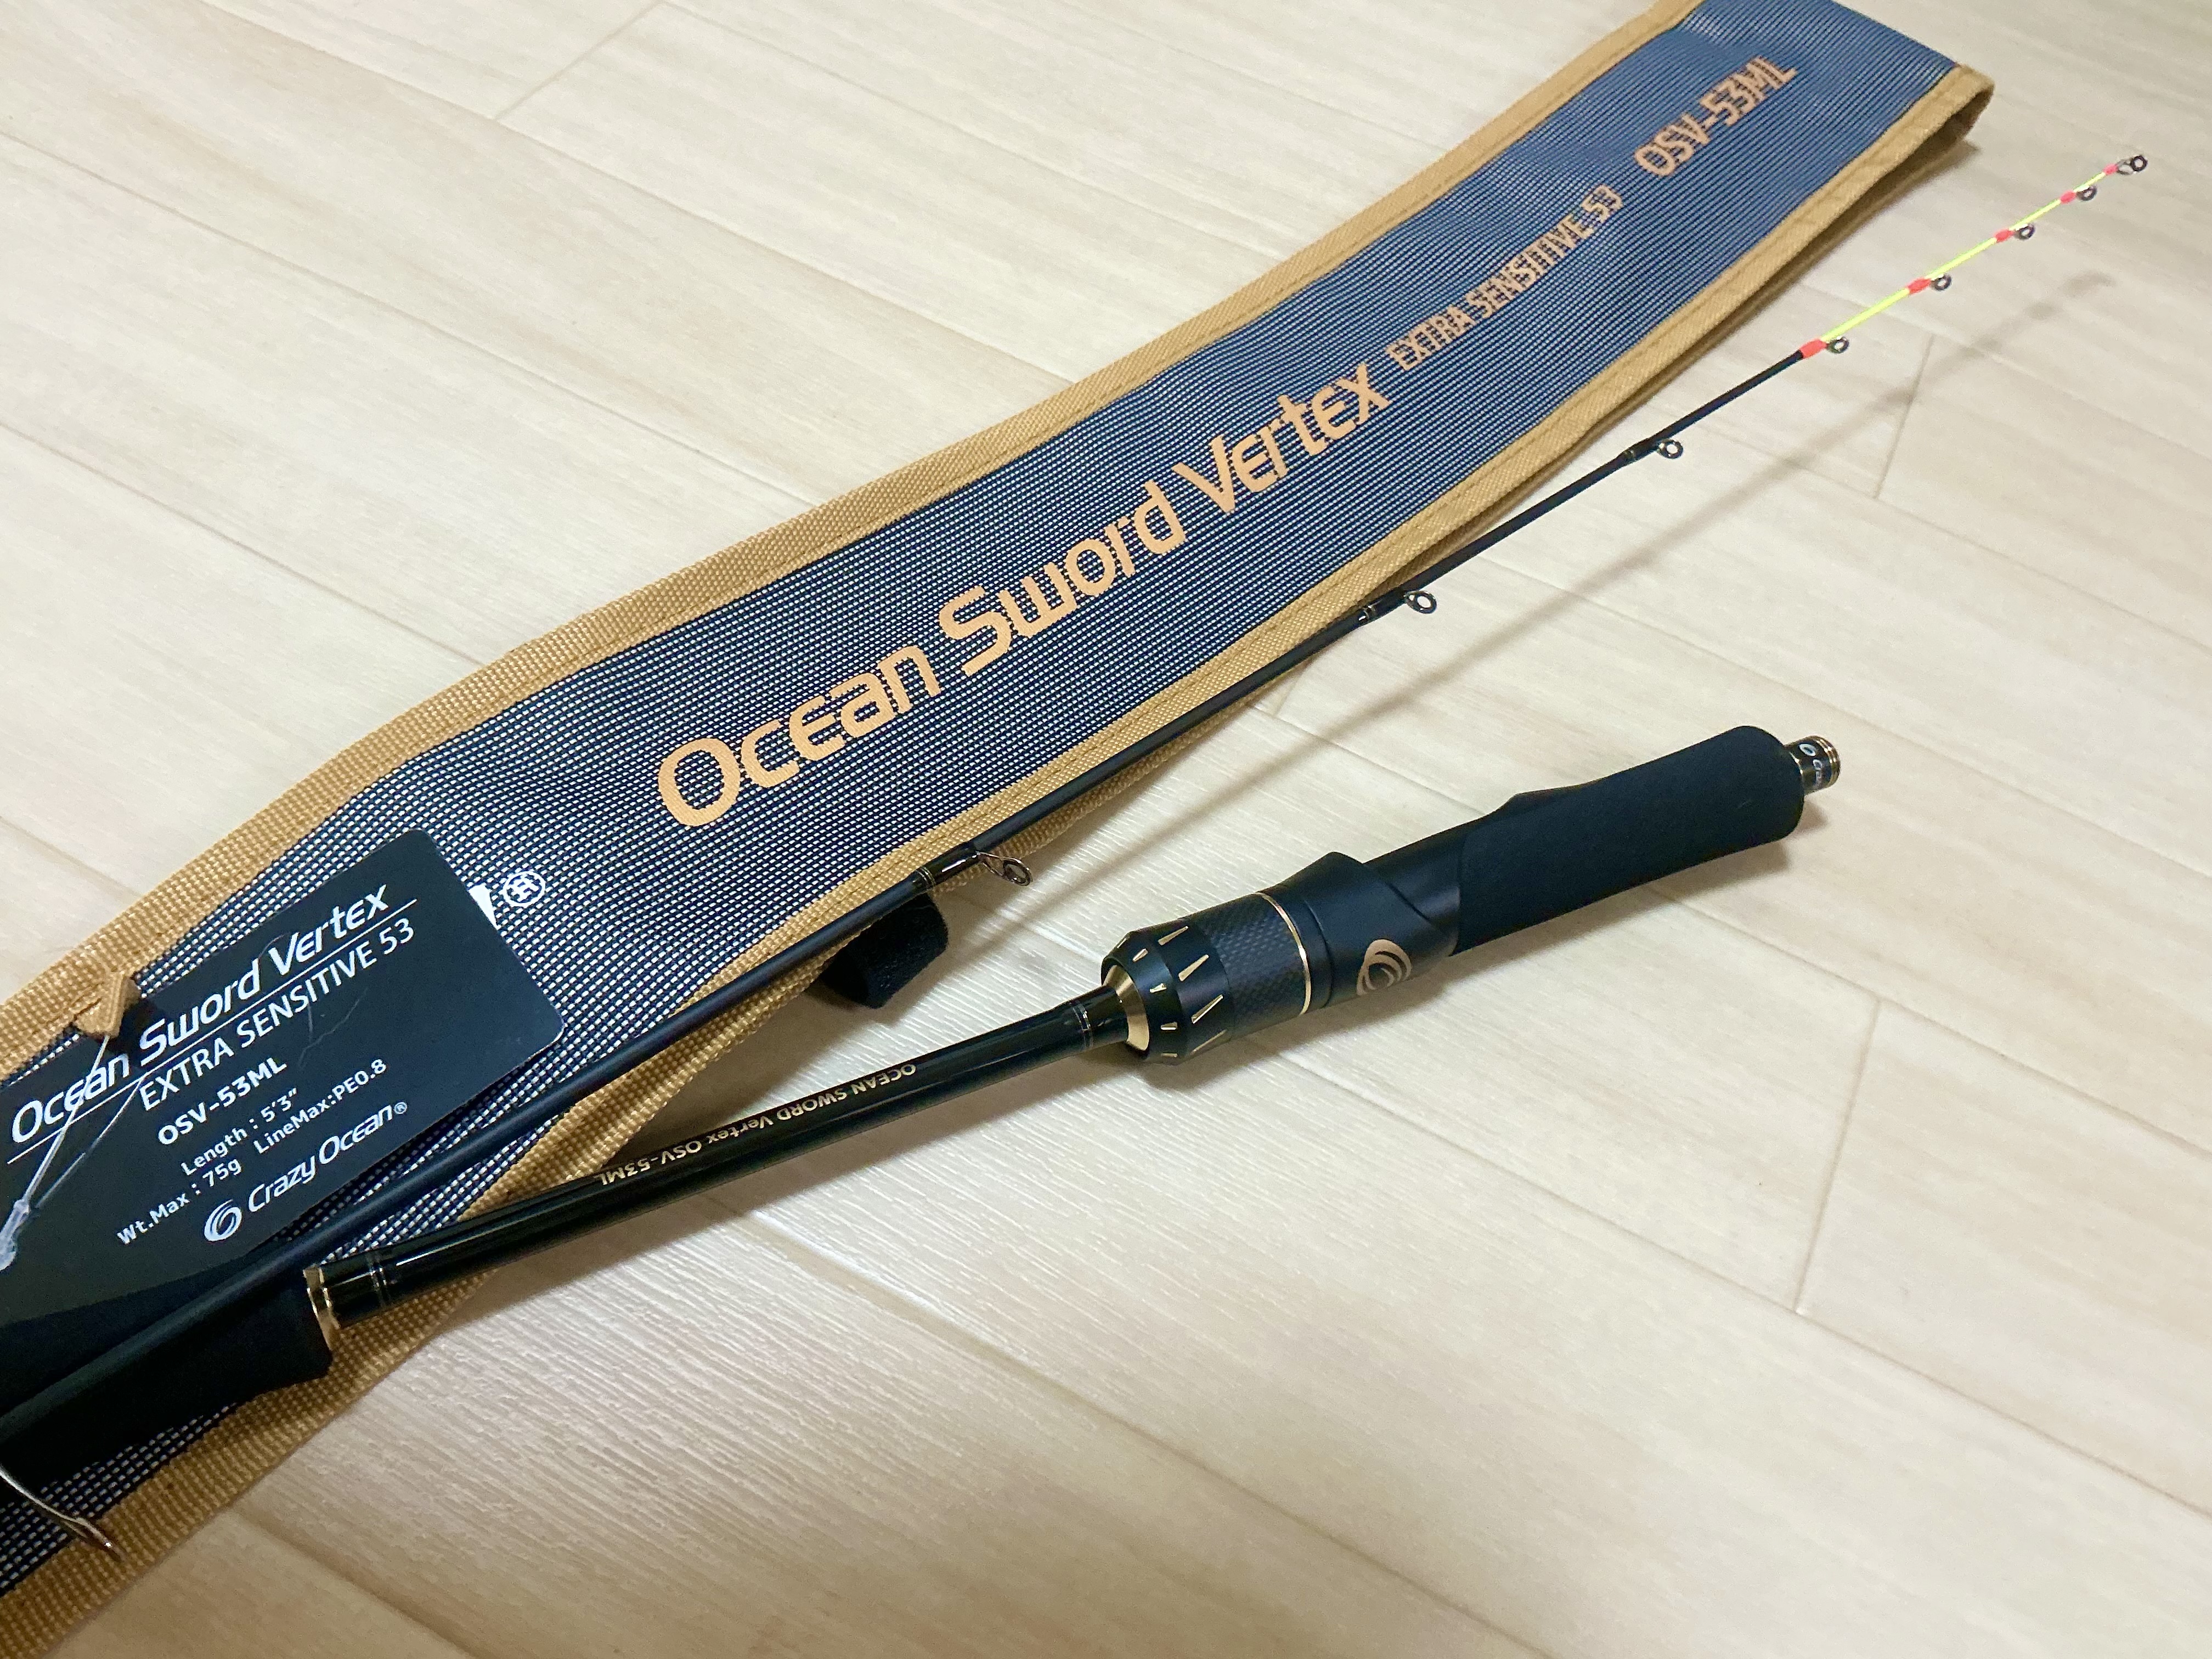 Ocean Sword Vertex EXTRA SENSITIVE 53 OSV-53ML
®
Ocean Sword Vertex
EXTRA SENSITIVE 53
OSV-53ML
Length : 5'3"
Wt.Max : 75g LineMax:PE0.8
Crazy Ocean®
OCEAN SWORD Vertex OSV-53ML